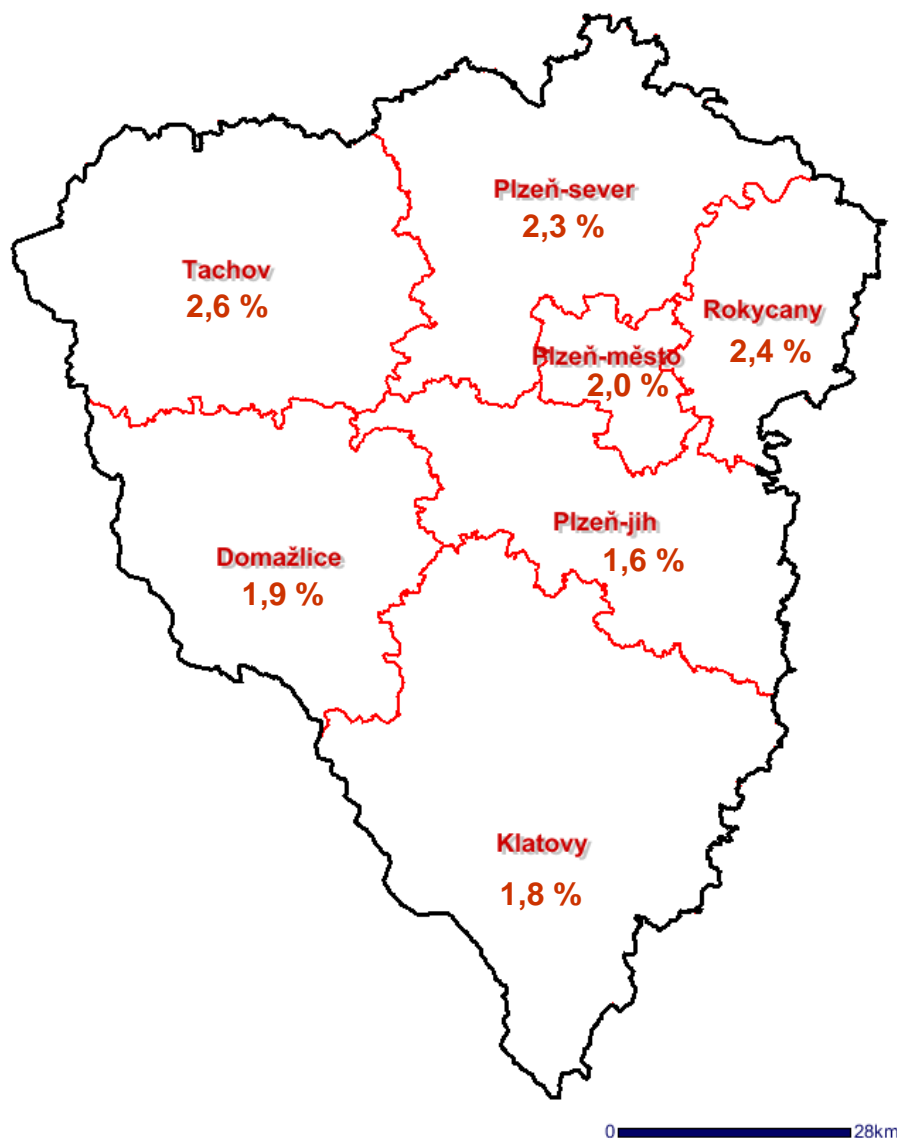 Plzeň-sever
2,3 %
Tachov
2,6 %
Rokycany
2,4 %
Plzeň-město
2,0 %
Plzeň-jih
1,6 %
Domažlice
1,9 %
Klatovy
1,8 %
0 28km